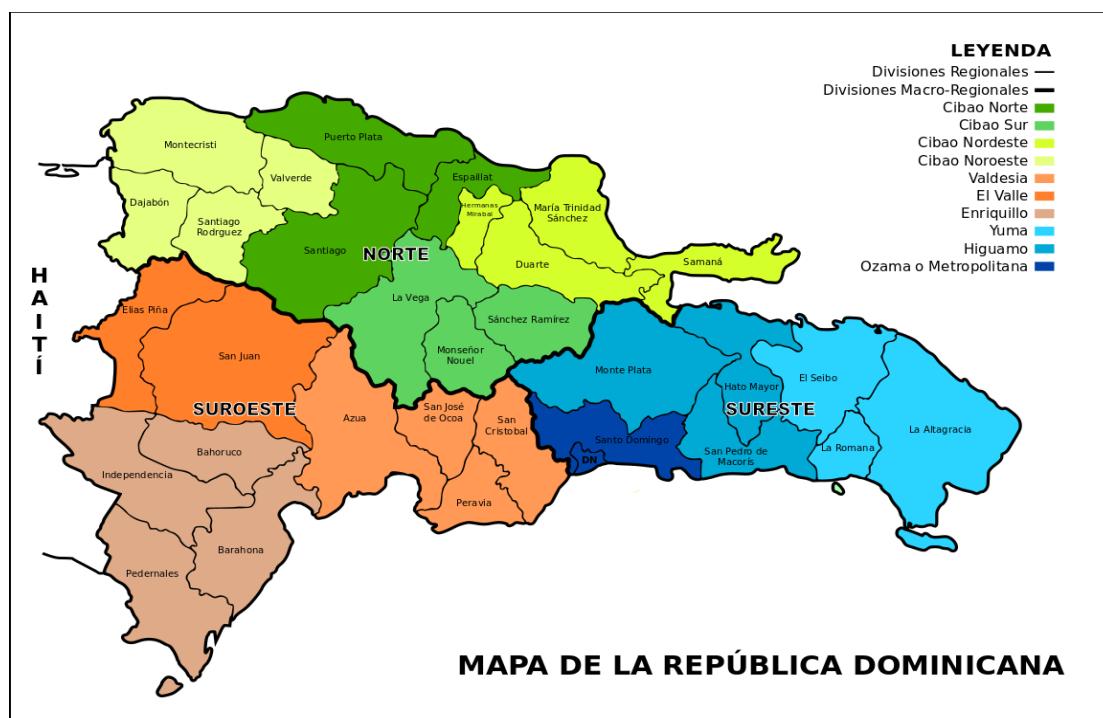 LEYENDA
Divisiones Regionales
Divisiones Macro-Regionales
Cibao Norte
Cibao Sur
Cibao Nordeste
Cibao Noroeste
Valdesia
El Valle
Enriquillo
Yuma
Higuamo
Ozama o Metropolitana
HAITÍ
Montecristi
Puerto Plata
Valverde
Espaillat
Dajabón
Santiago
Rodrguez
Hermanas
Mirabal
María Trinidad
Sánchez
Santiago
NORTE
Duarte
Samaná
Elias Piña
La Vega
Sánchez Ramírez
San Juan
Monseñor
Nouel
Monte Plata
Hato Mayor
El Seibo
SUROESTE
Azua
San José
de Ocoa
San
Cristobal
SURESTE
Santo Domingo
DN
San Pedro de
Macorís
La Romana
La Altagracia
Bahoruco
Independencia
Peravia
Barahona
Pedernales
MAPA DE LA REPÚBLICA DOMINICANA